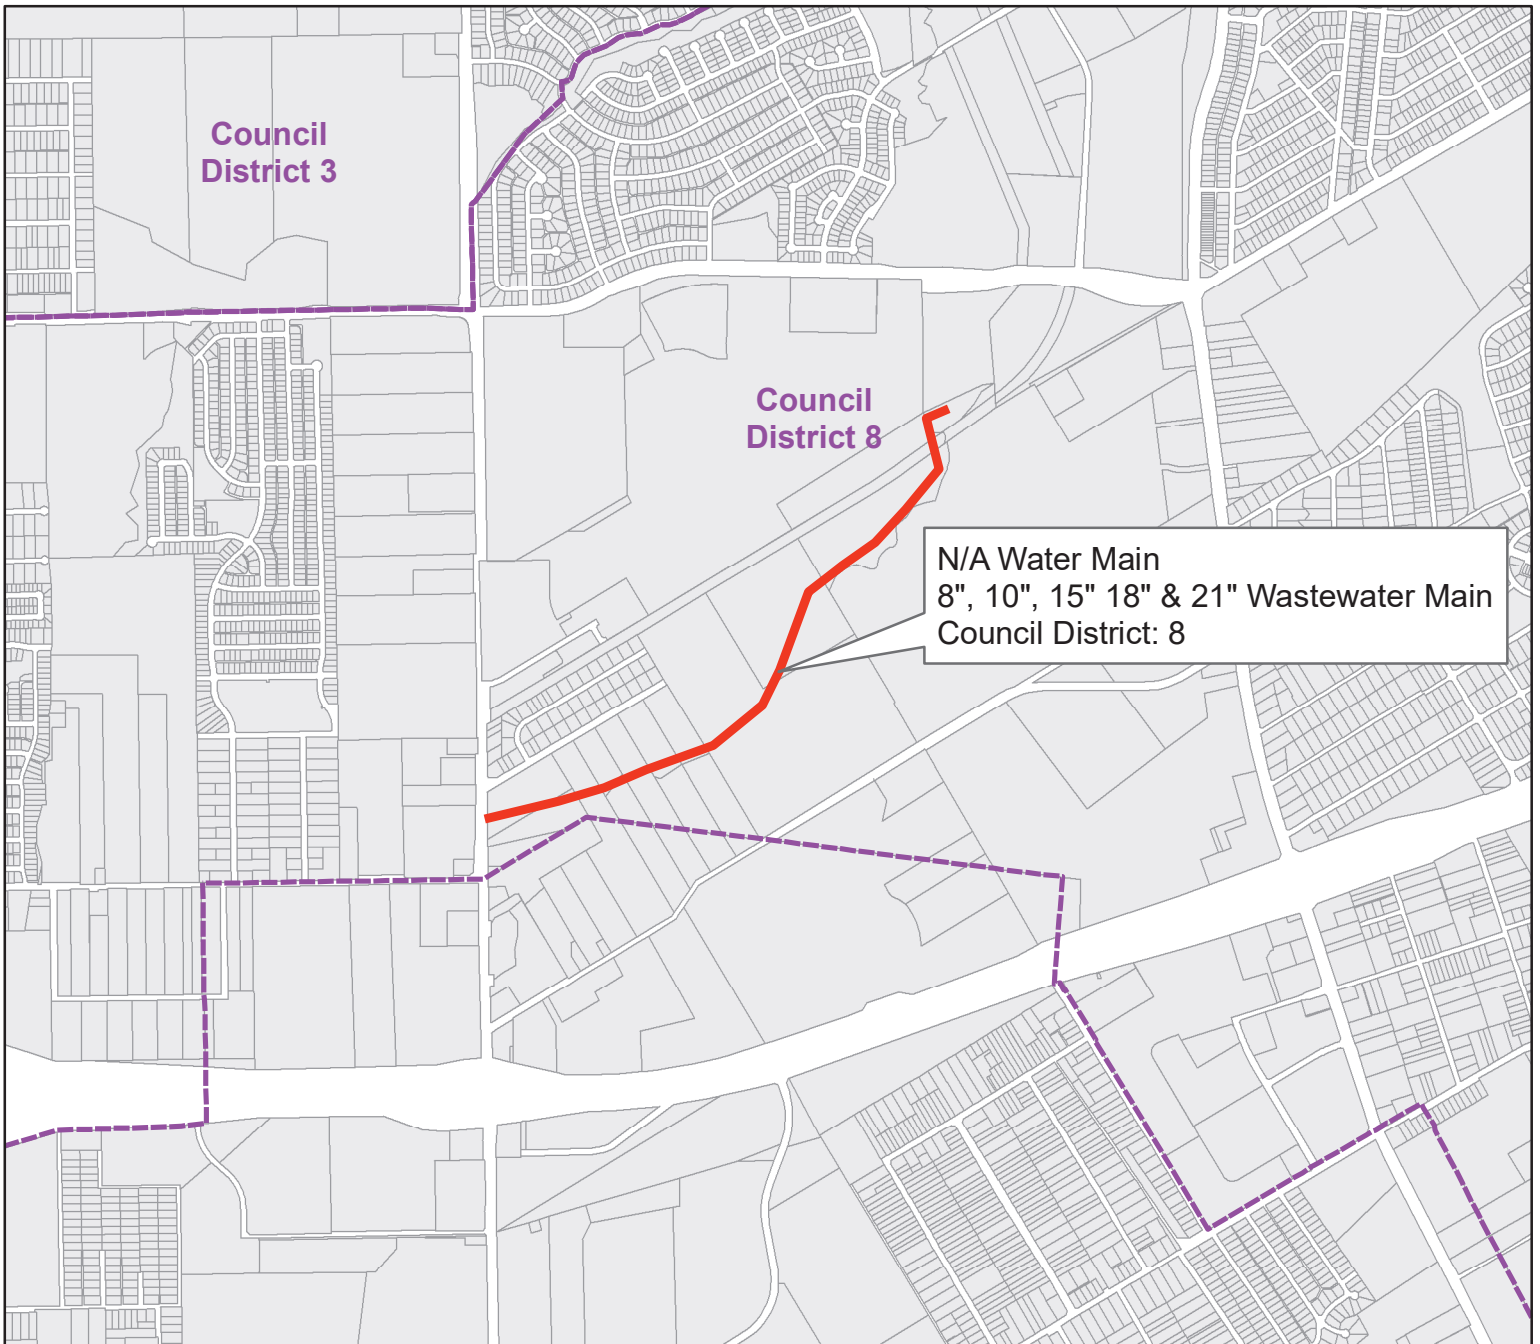 Council
District 3
Council
District 8
N/A Water Main
8", 10", 15" 18" & 21" Wastewater Main
Council District: 8